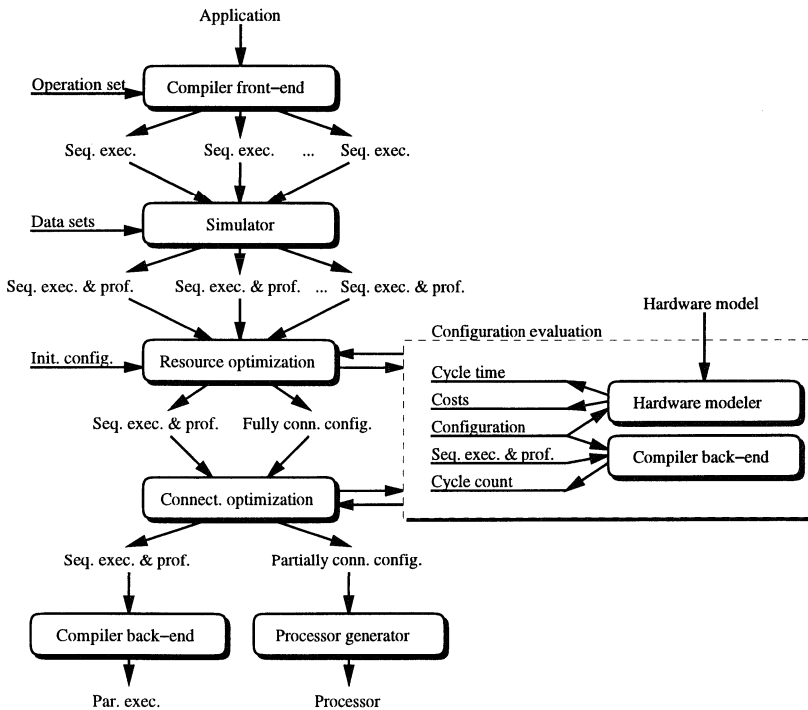 Application
Operation set
Compiler front-end
Seq. exec.
Seq. exec.
...
Seq. exec.
Data sets
Simulator
Seq. exec. & prof.
Seq. exec. & prof.
...
Seq. exec. & prof.
Hardware model
Configuration evaluation
Init. config.
Resource optimization
Cycle time
Costs
Hardware modeler
Configuration
Seq. exec. & prof.
Compiler back-end
Cycle count
Seq. exec. & prof.
Fully conn. config.
Connect. optimization
Seq. exec. & prof.
Partially conn. config.
Compiler back-end
Processor generator
Par. exec.
Processor